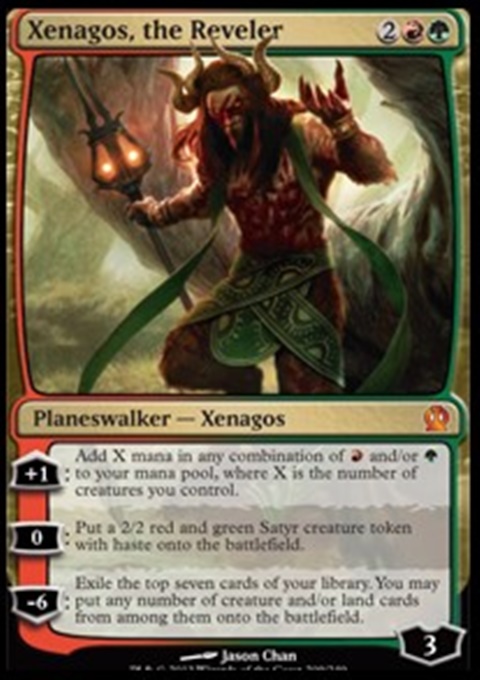 Xenagos, the Reveler 2
Planeswalker — Xenagos
+1 : Add X mana in any combination of and/or
to your mana pool, where X is the number of
creatures you control.
0 : Put a 2/2 red and green Satyr creature token
with haste onto the battlefield.
-6 : Exile the top seven cards of your library. You may
put any number of creature and/or land cards
from among them onto the battlefield.
3
Jason Chan